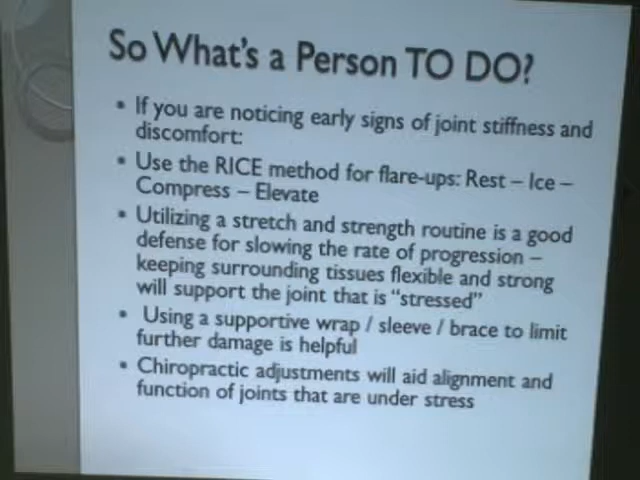 So What's a Person TO DO?
• If you are noticing early signs of joint stiffness and
discomfort:
• Use the RICE method for flare-ups: Rest – Ice –
Compress – Elevate
• Utilizing a stretch and strength routine is a good
defense for slowing the rate of progression –
keeping surrounding tissues flexible and strong
will support the joint that is "stressed"
• Using a supportive wrap / sleeve / brace to limit
further damage is helpful
• Chiropractic adjustments will aid alignment and
function of joints that are under stress